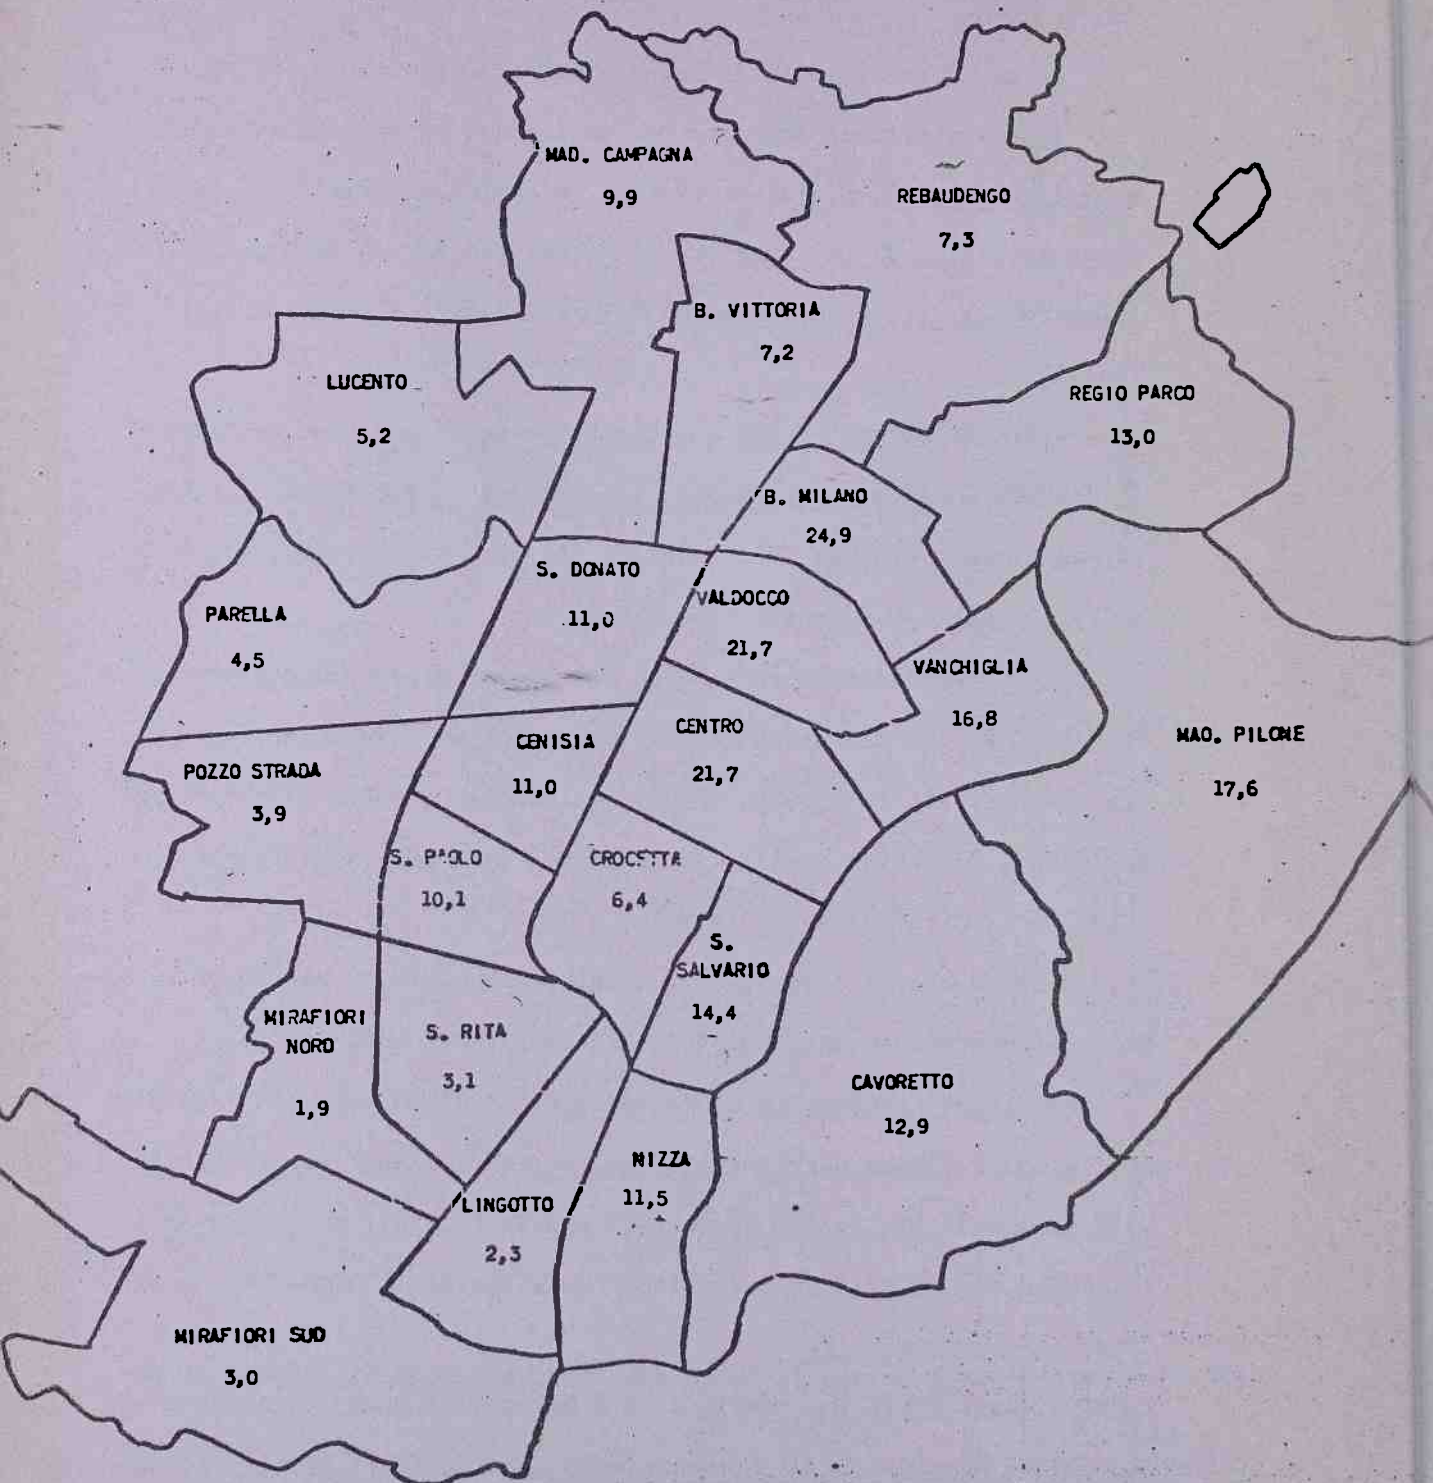 MAD. CAMPAGNA
9,9
REBAUDENGO
7,3
B. VITTORIA
7,2
LUCENTO
5,2
REGIO PARCO
13,0
B. MILANO
24,9
S. DONATO
11,0
VALDOCCO
21,7
PARELLA
4,5
VANCHIGLIA
16,8
CENTRO
21,7
CENISIA
11,0
MAD. PILONE
17,6
POZZO STRADA
3,9
S. PAOLO
10,1
CROCETTA
6,4
S.
SALVARIO
14,4
MIRAFIORI
NORD
1,9
S. RITA
3,1
CAVORETTO
12,9
NIZZA
11,5
LINGOTTO
2,3
MIRAFIORI SUD
3,0